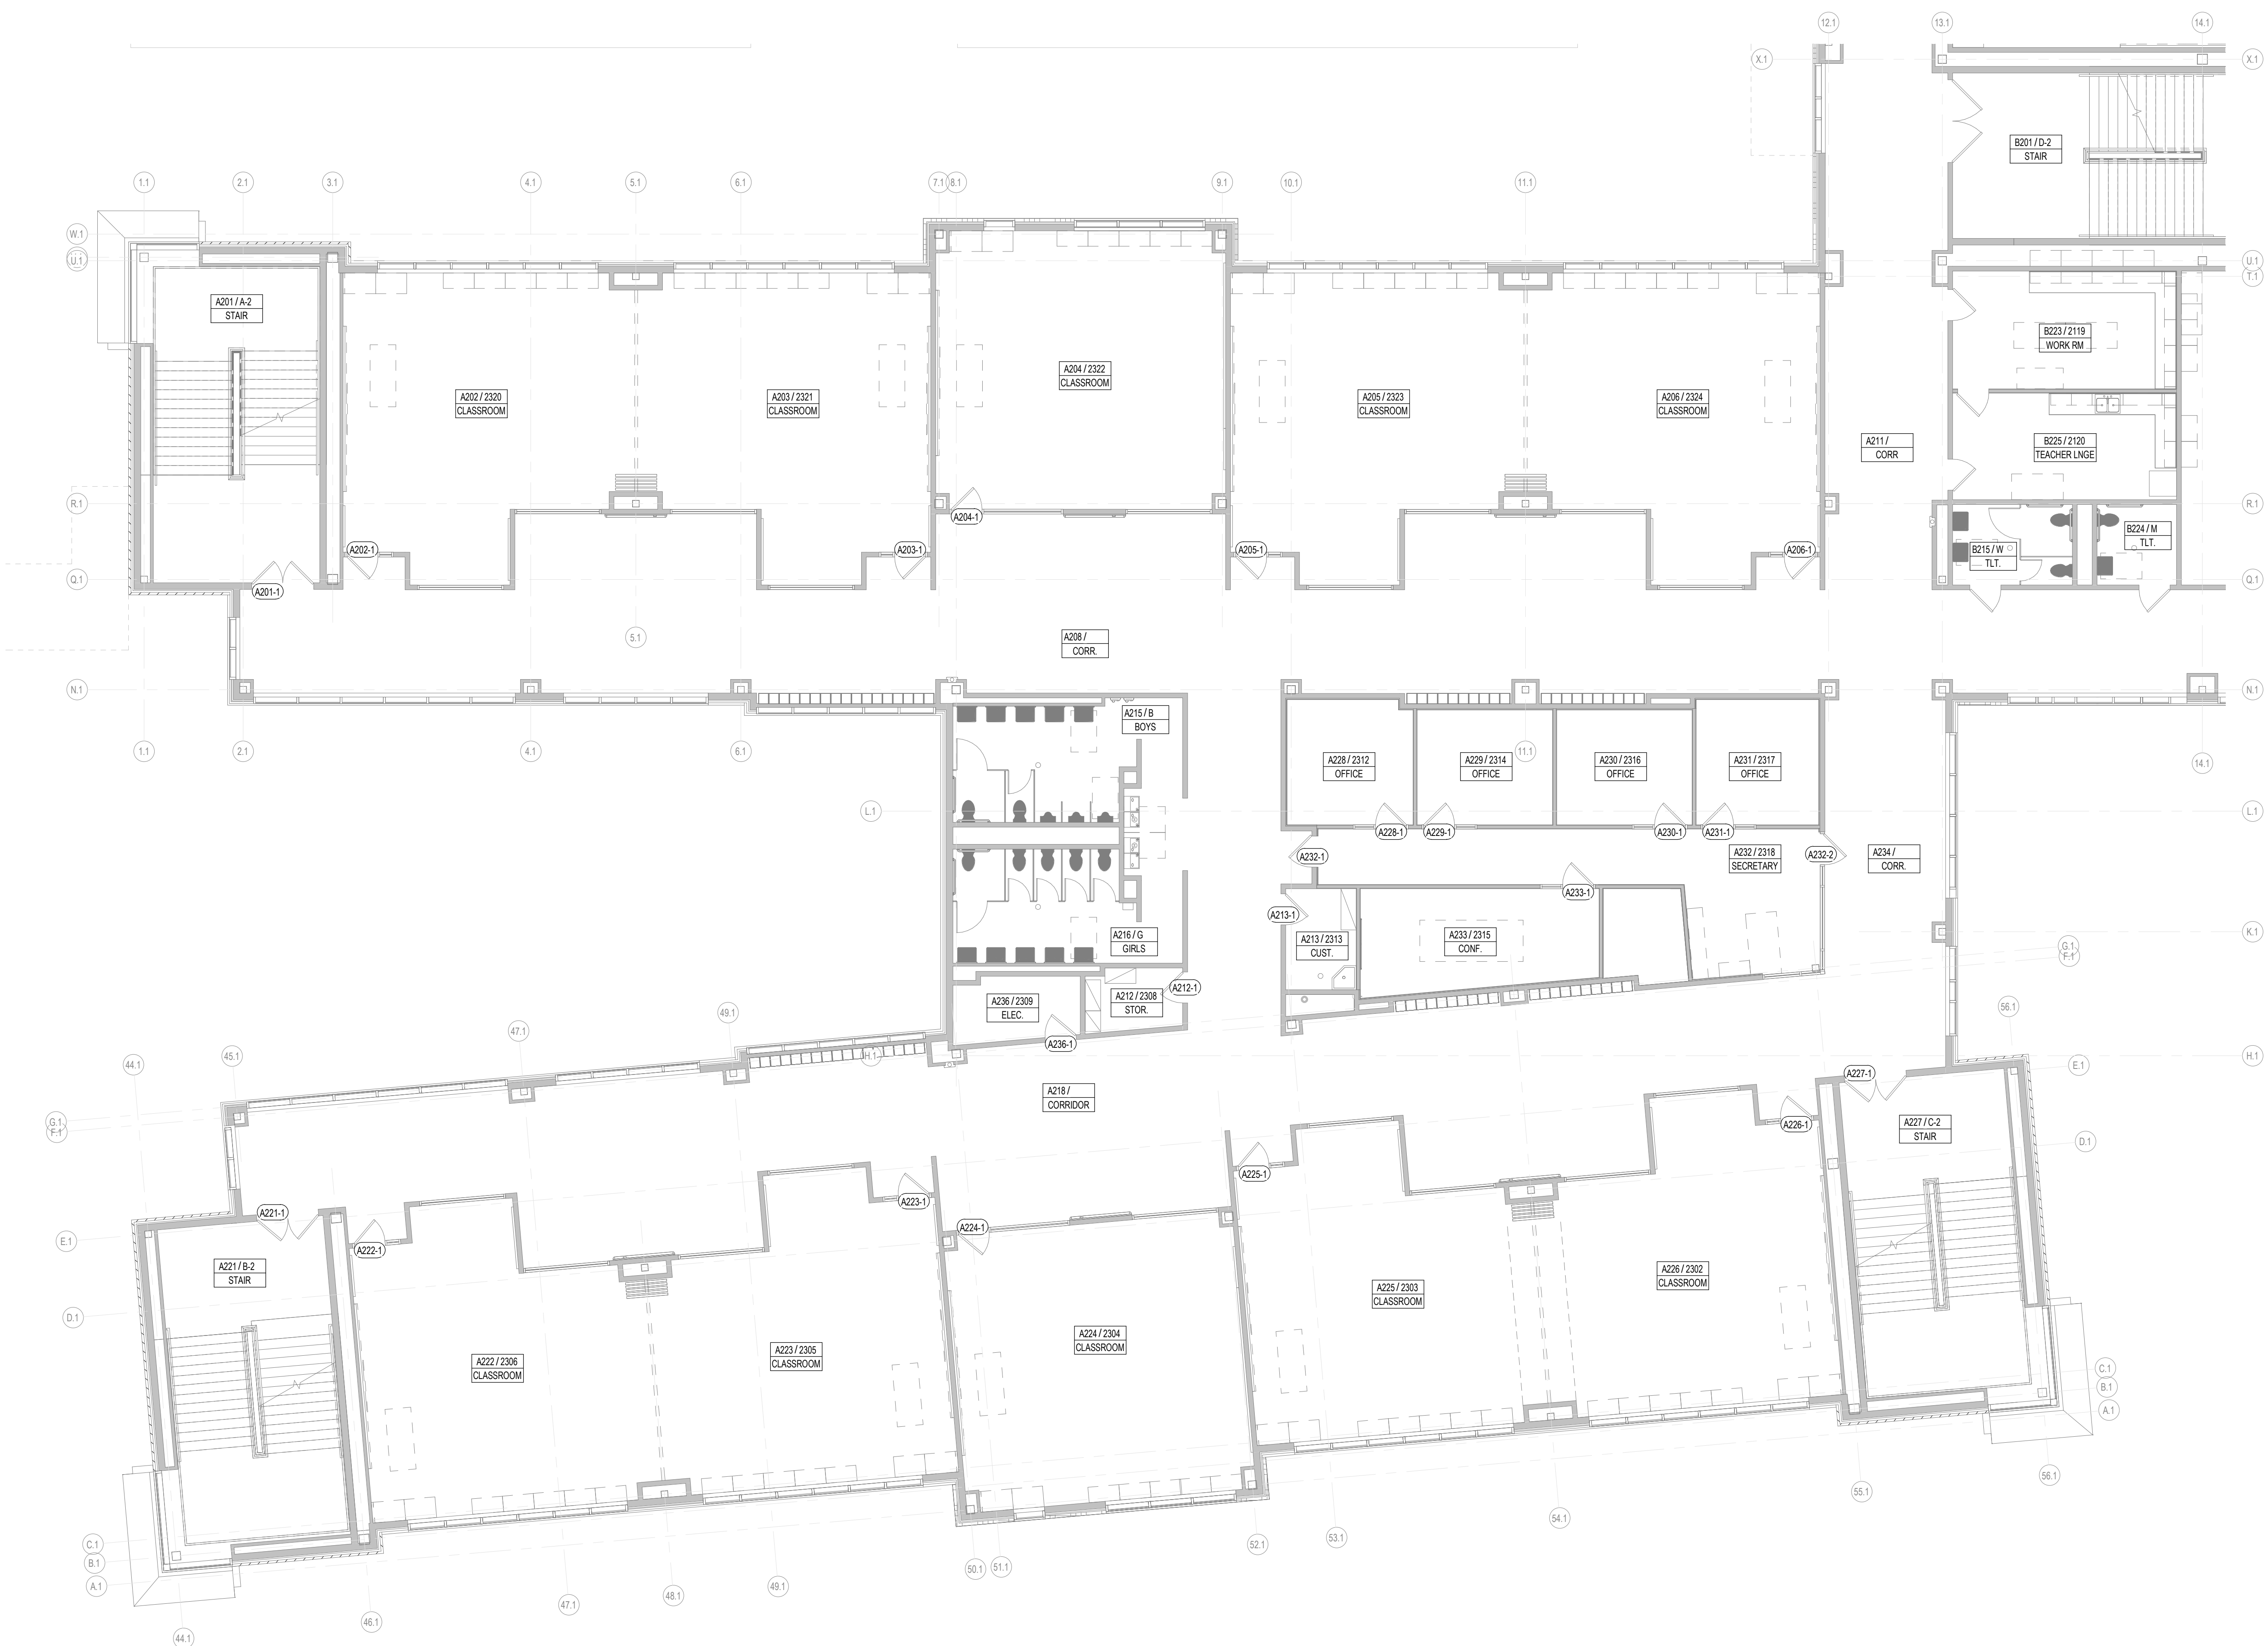 12.1
13.1
14.1
X.1
X.1
B201 / D-2
STAIR
1.1
2.1
3.1
4.1
5.1
6.1
7.1
8.1
9.1
10.1
11.1
W.1
U.1
U.1
T.1
A201 / A-2
STAIR
B223 / 2119
WORK RM
A202 / 2320
CLASSROOM
A203 / 2321
CLASSROOM
A204 / 2322
CLASSROOM
A205 / 2323
CLASSROOM
A206 / 2324
CLASSROOM
A211 /
CORR
B225 / 2120
TEACHER LNGE
R.1
R.1
A204-1
B224 / M
TLT.
B215 / W
TLT.
A202-1
A203-1
A205-1
A206-1
Q.1
Q.1
A201-1
5.1
A208 /
CORR.
N.1
N.1
A215 / B
BOYS
1.1
2.1
4.1
6.1
11.1
14.1
A228 / 2312
OFFICE
A229 / 2314
OFFICE
A230 / 2316
OFFICE
A231 / 2317
OFFICE
L.1
L.1
A228-1
A229-1
A230-1
A231-1
A232-1
A232 / 2318
SECRETARY
A232-2
A234 /
CORR.
A233-1
A213-1
A216 / G
GIRLS
A213 / 2313
CUST.
A233 / 2315
CONF.
K.1
G.1
F.1
A212-1
A236 / 2309
ELEC.
A212 / 2308
STOR.
49.1
47.1
45.1
44.1
56.1
A236-1
H.1
H.1
E.1
A227-1
A218 /
CORRIDOR
G.1
F.1
A226-1
A227 / C-2
STAIR
D.1
A225-1
A223-1
A221-1
A224-1
E.1
A222-1
A221 / B-2
STAIR
A225 / 2303
CLASSROOM
A226 / 2302
CLASSROOM
D.1
A224 / 2304
CLASSROOM
A223 / 2305
CLASSROOM
A222 / 2306
CLASSROOM
C.1
B.1
A.1
56.1
55.1
54.1
53.1
52.1
C.1
B.1
A.1
50.1
51.1
49.1
48.1
47.1
46.1
44.1